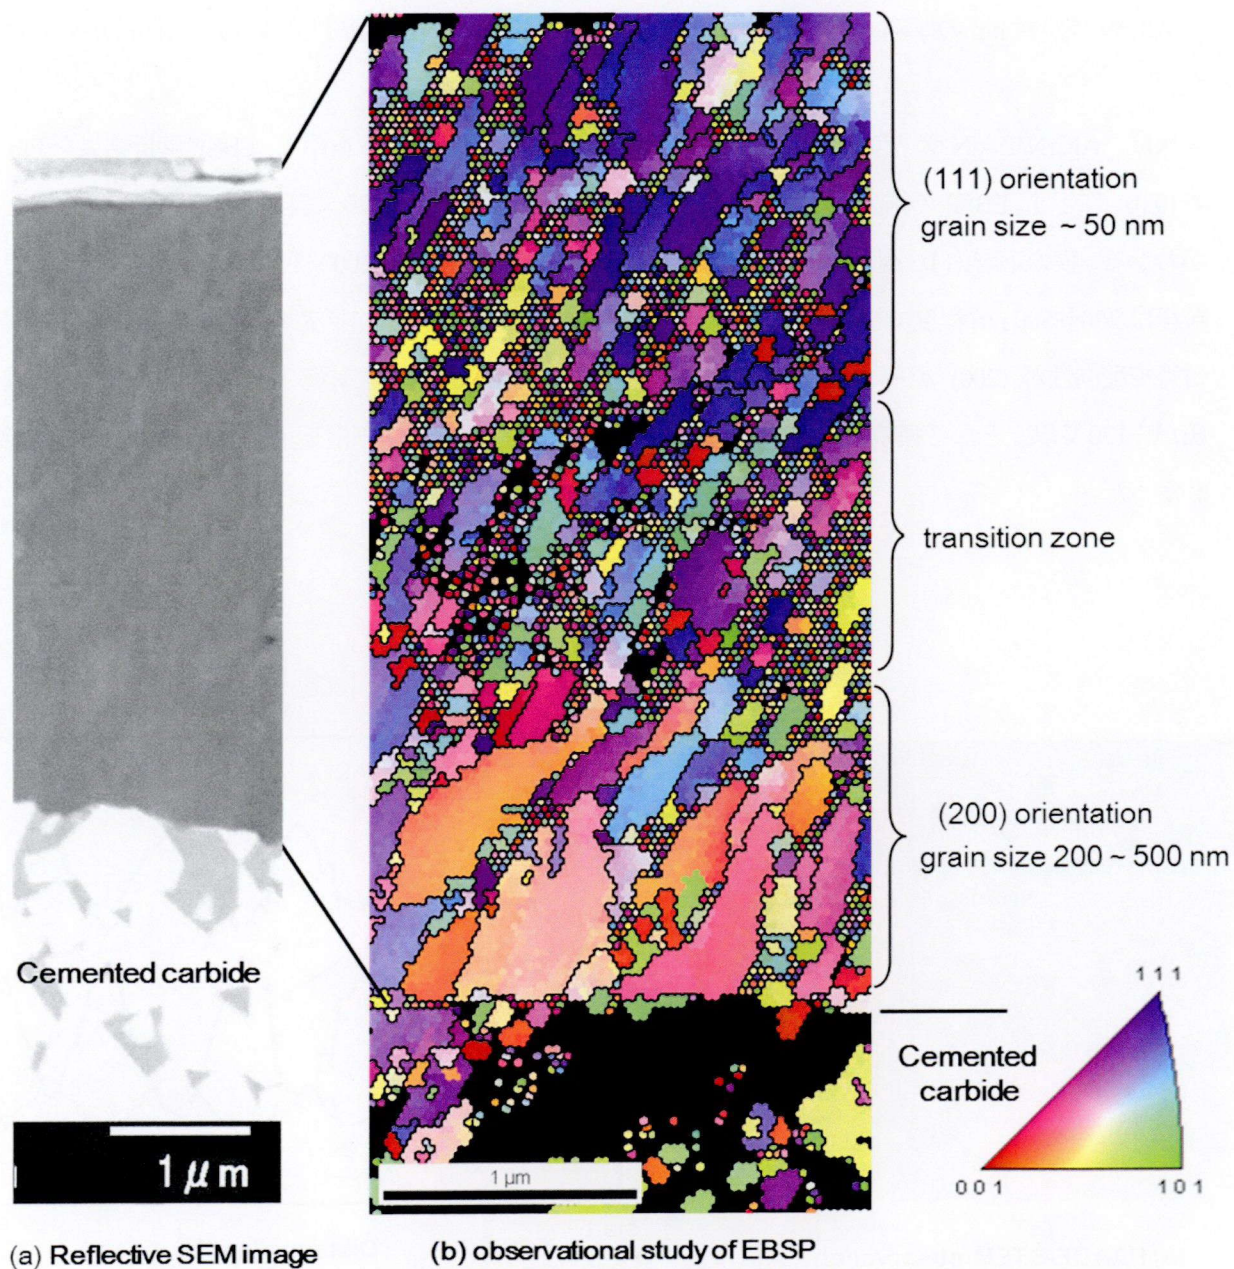 (111) orientation
grain size ~ 50 nm
transition zone
(200) orientation
grain size 200 ~ 500 nm
Cemented carbide
1 μm
1 µm
Cemented
carbide
1 1 1
0 0 1
1 0 1
(a) Reflective SEM image
(b) observational study of EBSP